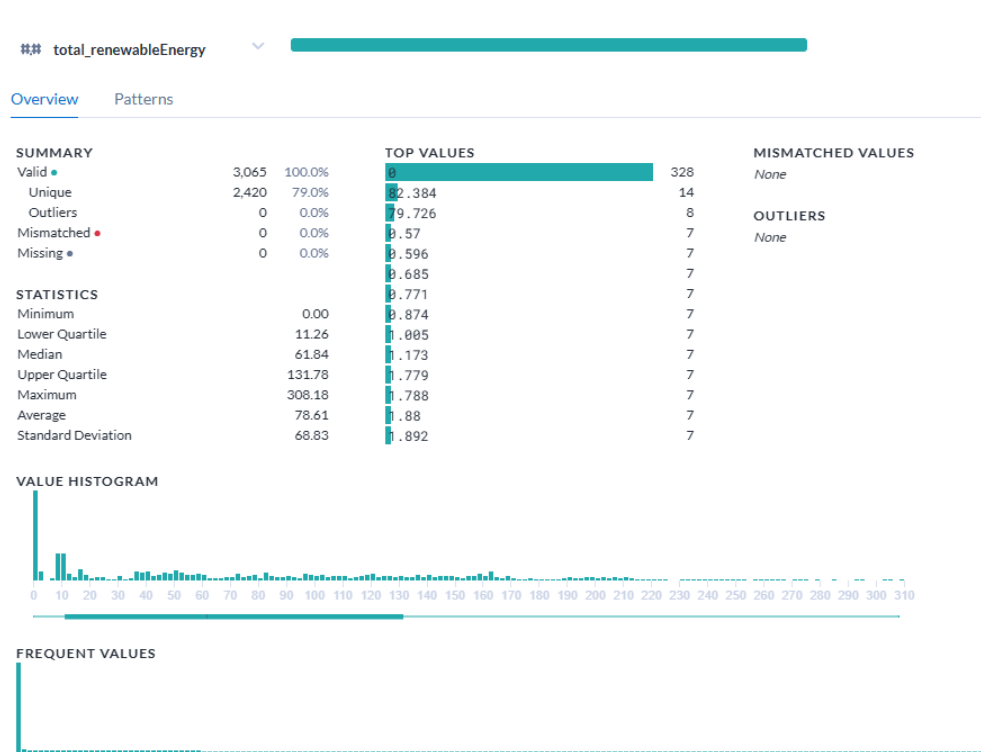 ## total_renewableEnergy
Overview Patterns
SUMMARY
Valid 3,065 100.0%
Unique 2,420 79.0%
Outliers 0 0.0%
Mismatched 0 0.0%
Missing 0 0.0%
STATISTICS
Minimum 0.00
Lower Quartile 11.26
Median 61.84
Upper Quartile 131.78
Maximum 308.18
Average 78.61
Standard Deviation 68.83
TOP VALUES
0 328
82.384 14
79.726 8
0.57 7
0.596 7
0.685 7
0.771 7
0.874 7
1.005 7
1.173 7
1.779 7
1.788 7
1.88 7
1.892 7
MISMATCHED VALUES
None
OUTLIERS
None
VALUE HISTOGRAM
0 10 20 30 40 50 60 70 80 90 100 110 120 130 140 150 160 170 180 190 200 210 220 230 240 250 260 270 280 290 300 310
FREQUENT VALUES